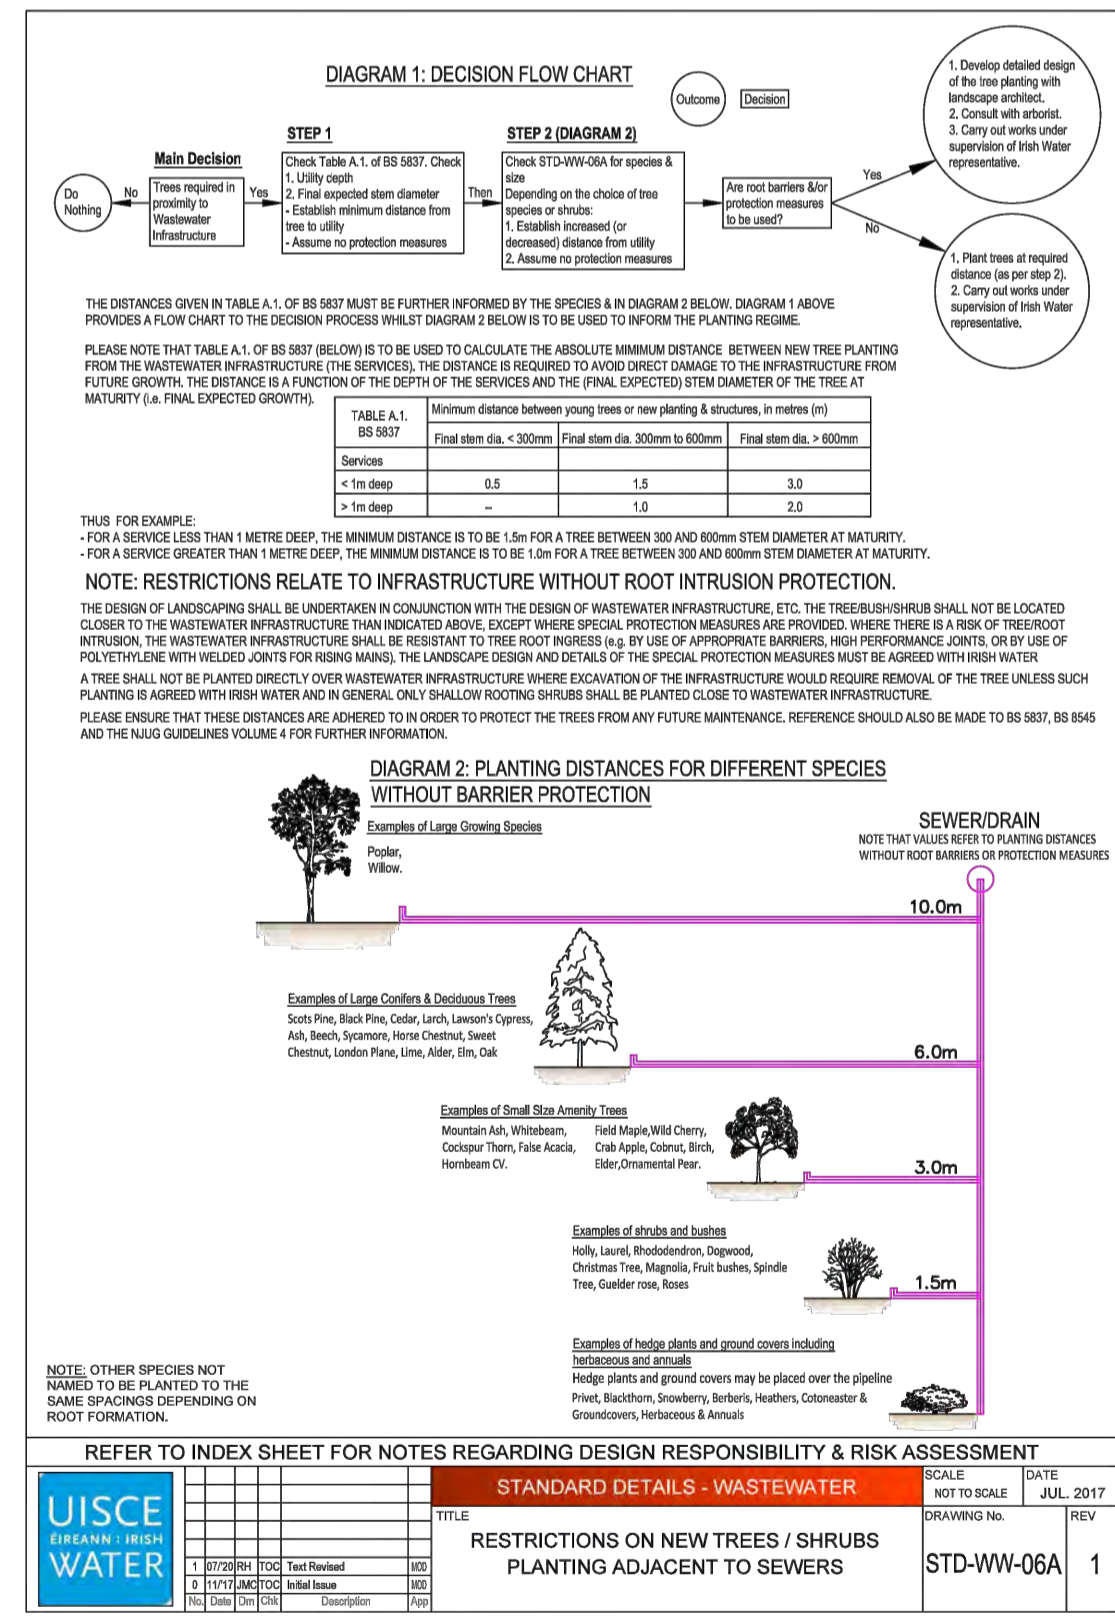 DIAGRAM 1: DECISION FLOW CHART
Outcome
Decision
Main Decision
STEP 1
STEP 2 (DIAGRAM 2)
Do
Nothing
No
Trees required in
proximity to
Wastewater
Infrastructure
Yes
Check Table A.1. of BS 5837. Check
1. Utility depth
2. Final expected stem diameter
- Establish minimum distance from
tree to utility
- Assume no protection measures
Then
Check STD-WW-06A for species &
size
Depending on the choice of tree
species or shrubs:
1. Establish increased (or
decreased) distance from utility
2. Assume no protection measures
Are root barriers &/or
protection measures
to be used?
Yes
No
1. Develop detailed design
of the tree planting with
landscape architect.
2. Consult with arborist.
3. Carry out works under
supervision of Irish Water
representative.
1. Plant trees at required
distance (as per step 2).
2. Carry out works under
supervision of Irish Water
representative.
THE DISTANCES GIVEN IN TABLE A.1. OF BS 5837 MUST BE FURTHER INFORMED BY THE SPECIES & IN DIAGRAM 2 BELOW. DIAGRAM 1 ABOVE
PROVIDES A FLOW CHART TO THE DECISION PROCESS WHILST DIAGRAM 2 BELOW IS TO BE USED TO INFORM THE PLANTING REGIME.
PLEASE NOTE THAT TABLE A.1. OF BS 5837 (BELOW) IS TO BE USED TO CALCULATE THE ABSOLUTE MIMIMUM DISTANCE BETWEEN NEW TREE PLANTING
FROM THE WASTEWATER INFRASTRUCTURE (THE SERVICES). THE DISTANCE IS REQUIRED TO AVOID DIRECT DAMAGE TO THE INFRASTRUCTURE FROM
FUTURE GROWTH. THE DISTANCE IS A FUNCTION OF THE DEPTH OF THE SERVICES AND THE (FINAL EXPECTED) STEM DIAMETER OF THE TREE AT
MATURITY (i.e. FINAL EXPECTED GROWTH).
TABLE A.1.
BS 5837
Minimum distance between young trees or new planting & structures, in metres (m)
Final stem dia. < 300mm Final stem dia. 300mm to 600mm Final stem dia. > 600mm
Services
< 1m deep 0.5 1.5 3.0
> 1m deep – 1.0 2.0
THUS FOR EXAMPLE:
- FOR A SERVICE LESS THAN 1 METRE DEEP, THE MINIMUM DISTANCE IS TO BE 1.5m FOR A TREE BETWEEN 300 AND 600mm STEM DIAMETER AT MATURITY.
- FOR A SERVICE GREATER THAN 1 METRE DEEP, THE MINIMUM DISTANCE IS TO BE 1.0m FOR A TREE BETWEEN 300 AND 600mm STEM DIAMETER AT MATURITY.
NOTE: RESTRICTIONS RELATE TO INFRASTRUCTURE WITHOUT ROOT INTRUSION PROTECTION.
THE DESIGN OF LANDSCAPING SHALL BE UNDERTAKEN IN CONJUNCTION WITH THE DESIGN OF WASTEWATER INFRASTRUCTURE, ETC. THE TREE/BUSH/SHRUB SHALL NOT BE LOCATED
CLOSER TO THE WASTEWATER INFRASTRUCTURE THAN INDICATED ABOVE, EXCEPT WHERE SPECIAL PROTECTION MEASURES ARE PROVIDED. WHERE THERE IS A RISK OF TREE/ROOT
INTRUSION, THE WASTEWATER INFRASTRUCTURE SHALL BE RESISTANT TO TREE ROOT INGRESS (e.g. BY USE OF APPROPRIATE BARRIERS, HIGH PERFORMANCE JOINTS, OR BY USE OF
POLYETHYLENE WITH WELDED JOINTS FOR RISING MAINS). THE LANDSCAPE DESIGN AND DETAILS OF THE SPECIAL PROTECTION MEASURES MUST BE AGREED WITH IRISH WATER
A TREE SHALL NOT BE PLANTED DIRECTLY OVER WASTEWATER INFRASTRUCTURE WHERE EXCAVATION OF THE INFRASTRUCTURE WOULD REQUIRE REMOVAL OF THE TREE UNLESS SUCH
PLANTING IS AGREED WITH IRISH WATER AND IN GENERAL ONLY SHALLOW ROOTING SHRUBS SHALL BE PLANTED CLOSE TO WASTEWATER INFRASTRUCTURE.
PLEASE ENSURE THAT THESE DISTANCES ARE ADHERED TO IN ORDER TO PROTECT THE TREES FROM ANY FUTURE MAINTENANCE. REFERENCE SHOULD ALSO BE MADE TO BS 5837, BS 8545
AND THE NJUG GUIDELINES VOLUME 4 FOR FURTHER INFORMATION.
DIAGRAM 2: PLANTING DISTANCES FOR DIFFERENT SPECIES
WITHOUT BARRIER PROTECTION
SEWER/DRAIN
NOTE THAT VALUES REFER TO PLANTING DISTANCES
WITHOUT ROOT BARRIERS OR PROTECTION MEASURES
Examples of Large Growing Species
Poplar,
Willow.
10.0m
Examples of Large Conifers & Deciduous Trees
Scots Pine, Black Pine, Cedar, Larch, Lawson's Cypress,
Ash, Beech, Sycamore, Horse Chestnut, Sweet
Chestnut, London Plane, Lime, Alder, Elm, Oak
6.0m
Examples of Small Size Amenity Trees
Mountain Ash, Whitebeam,
Cockspur Thorn, False Acacia,
Hornbeam CV.
Field Maple,Wild Cherry,
Crab Apple, Cobnut, Birch,
Elder,Ornamental Pear.
3.0m
Examples of shrubs and bushes
Holly, Laurel, Rhododendron, Dogwood,
Christmas Tree, Magnolia, Fruit bushes, Spindle
Tree, Guelder rose, Roses
1.5m
Examples of hedge plants and ground covers including
herbaceous and annuals
Hedge plants and ground covers may be placed over the pipeline
Privet, Blackthorn, Snowberry, Berberis, Heathers, Cotoneaster &
Groundcovers, Herbaceous & Annuals
NOTE: OTHER SPECIES NOT
NAMED TO BE PLANTED TO THE
SAME SPACINGS DEPENDING ON
ROOT FORMATION.
REFER TO INDEX SHEET FOR NOTES REGARDING DESIGN RESPONSIBILITY & RISK ASSESSMENT
UISCE
ÉIREANN : IRISH
WATER
1 07/'20 RH TOC Text Revised MOD
0 11/'17 JMC TOC Initial Issue MOD
No. Date Drn Chk Description App
STANDARD DETAILS - WASTEWATER
TITLE
RESTRICTIONS ON NEW TREES / SHRUBS
PLANTING ADJACENT TO SEWERS
SCALE
NOT TO SCALE
DATE
JUL. 2017
DRAWING No.
STD-WW-06A
REV
1